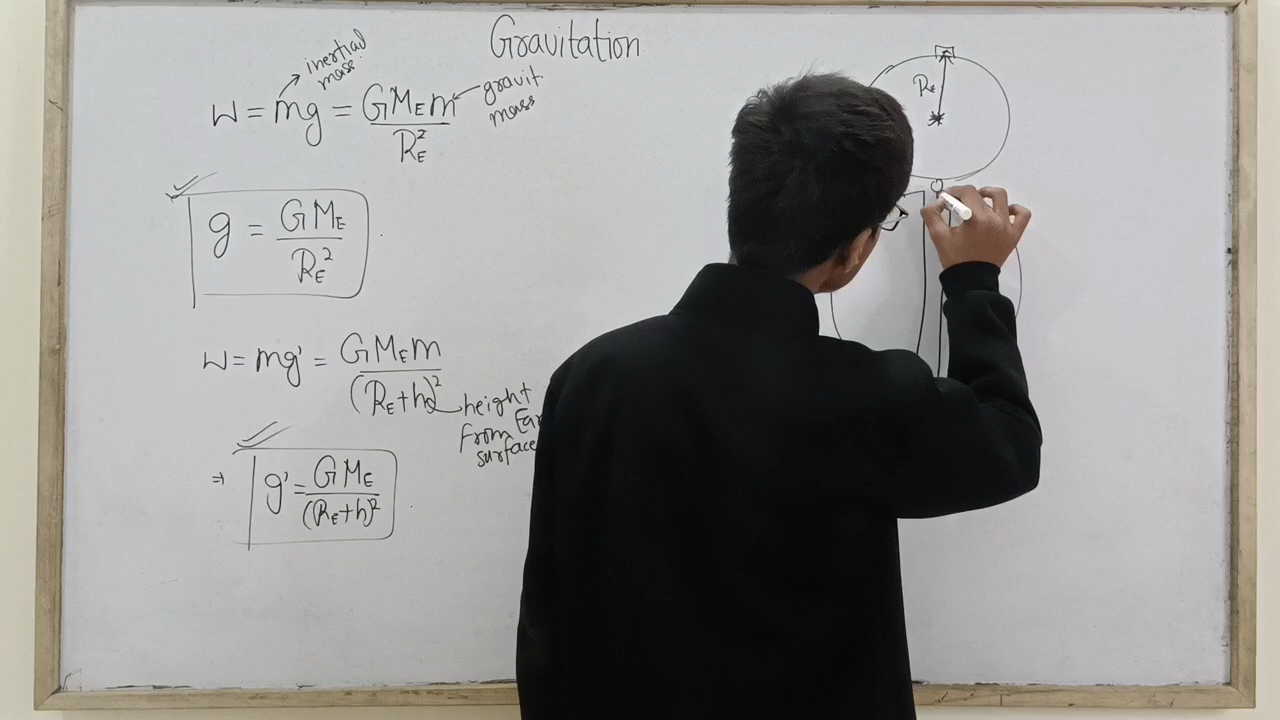 Gravitation
inertial
mass
W = mg = GMEm / RE²
gravit.
mass
g = GME / RE²
W = mg' = GMEm / (RE+h)²
height
From Ear
surface
⇒ g' = GME / (RE+h)²
RE